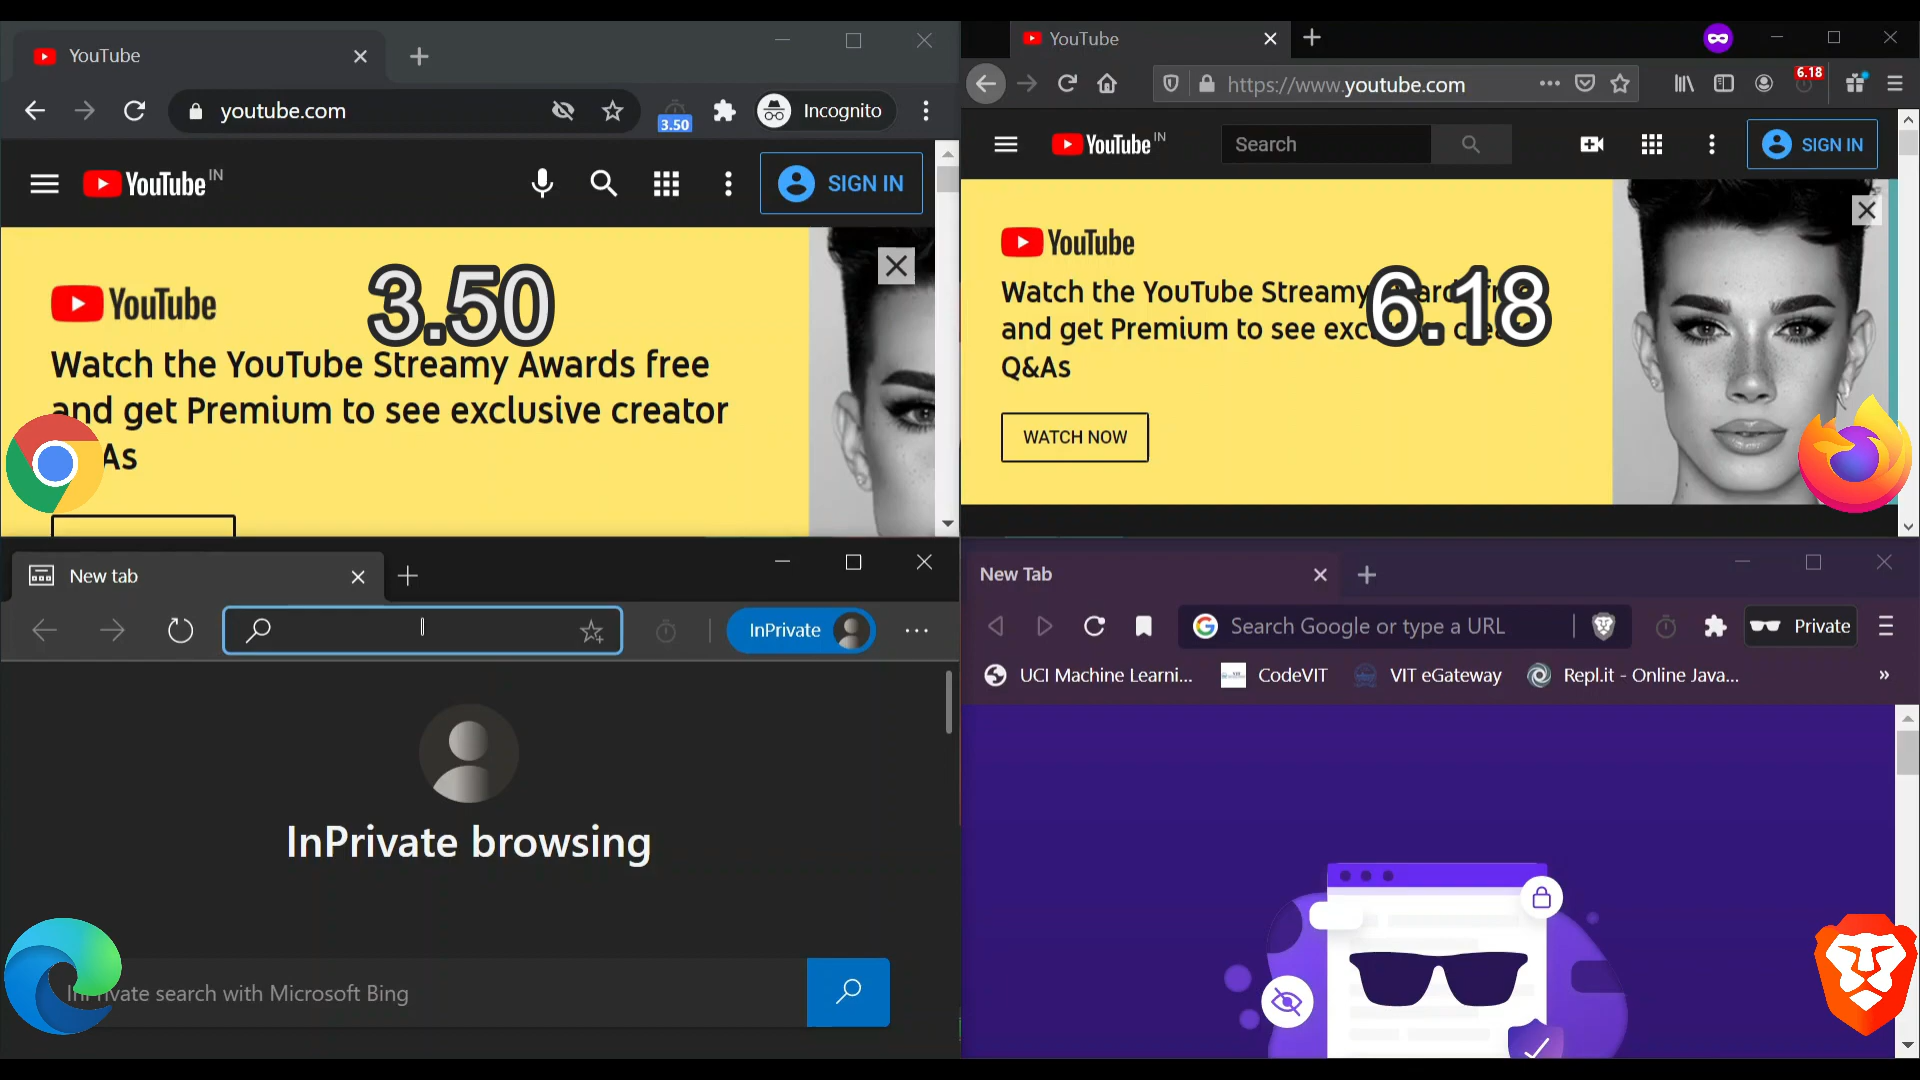 YouTube
youtube.com
3.50
Incognito
YouTube IN
SIGN IN
YouTube
3.50
Watch the YouTube Streamy Awards free
and get Premium to see exclusive creator
As
YouTube
https://www.youtube.com
6.18
YouTube IN
Search
SIGN IN
YouTube
6.18
Watch the YouTube Streamy
and get Premium to see
Q&As
WATCH NOW
New tab
InPrivate
InPrivate browsing
InPrivate search with Microsoft Bing
New Tab
Search Google or type a URL
Private
UCI Machine Learni...
CodeVIT
VIT eGateway
Repl.it - Online Java...
»